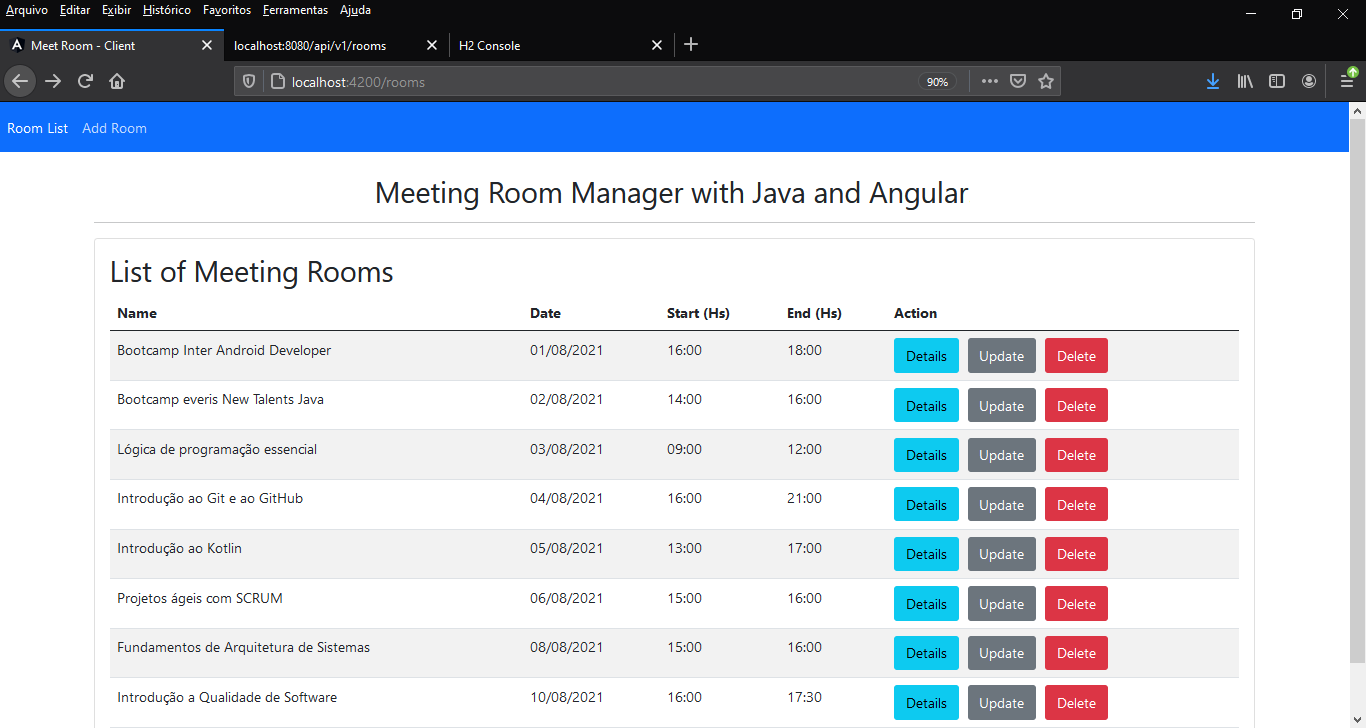 Arquivo Editar Exibir Histórico Favoritos Ferramentas Ajuda
Meet Room - Client localhost:8080/api/v1/rooms H2 Console
localhost:4200/rooms 90%
Room List Add Room
Meeting Room Manager with Java and Angular
List of Meeting Rooms
Name Date Start (Hs) End (Hs) Action
Bootcamp Inter Android Developer 01/08/2021 16:00 18:00 Details Update Delete
Bootcamp everis New Talents Java 02/08/2021 14:00 16:00 Details Update Delete
Lógica de programação essencial 03/08/2021 09:00 12:00 Details Update Delete
Introdução ao Git e ao GitHub 04/08/2021 16:00 21:00 Details Update Delete
Introdução ao Kotlin 05/08/2021 13:00 17:00 Details Update Delete
Projetos ágeis com SCRUM 06/08/2021 15:00 16:00 Details Update Delete
Fundamentos de Arquitetura de Sistemas 08/08/2021 15:00 16:00 Details Update Delete
Introdução a Qualidade de Software 10/08/2021 16:00 17:30 Details Update Delete